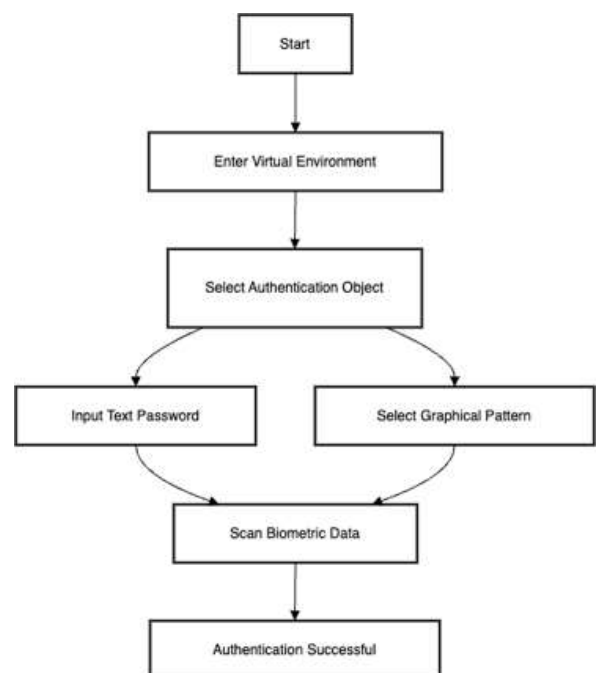 Start
Enter Virtual Environment
Select Authentication Object
Input Text Password
Select Graphical Pattern
Scan Biometric Data
Authentication Successful